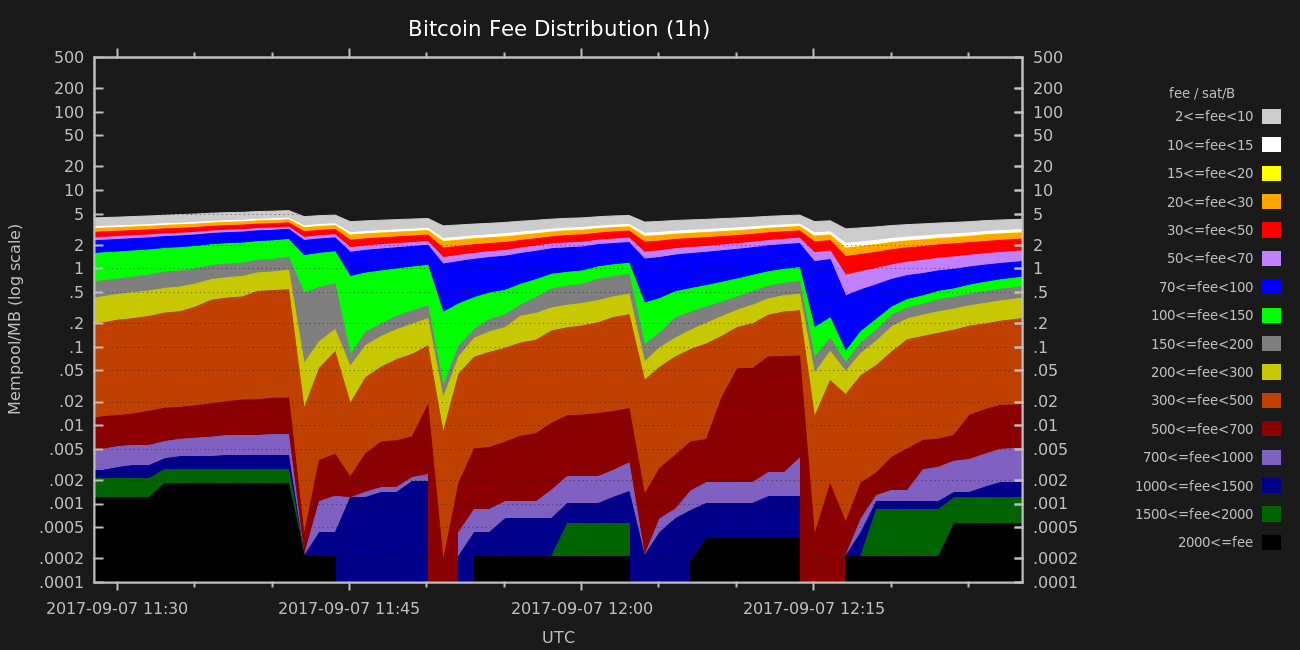 Bitcoin Fee Distribution (1h)
Mempool/MB (log scale)
500
200
100
50
20
10
5
2
1
.5
.2
.1
.05
.02
.01
.005
.002
.001
.0005
.0002
.0001
500
200
100
50
20
10
5
2
1
.5
.2
.1
.05
.02
.01
.005
.002
.001
.0005
.0002
.0001
2017-09-07 11:30
2017-09-07 11:45
2017-09-07 12:00
2017-09-07 12:15
UTC
fee / sat/B
2<=fee<10
10<=fee<15
15<=fee<20
20<=fee<30
30<=fee<50
50<=fee<70
70<=fee<100
100<=fee<150
150<=fee<200
200<=fee<300
300<=fee<500
500<=fee<700
700<=fee<1000
1000<=fee<1500
1500<=fee<2000
2000<=fee